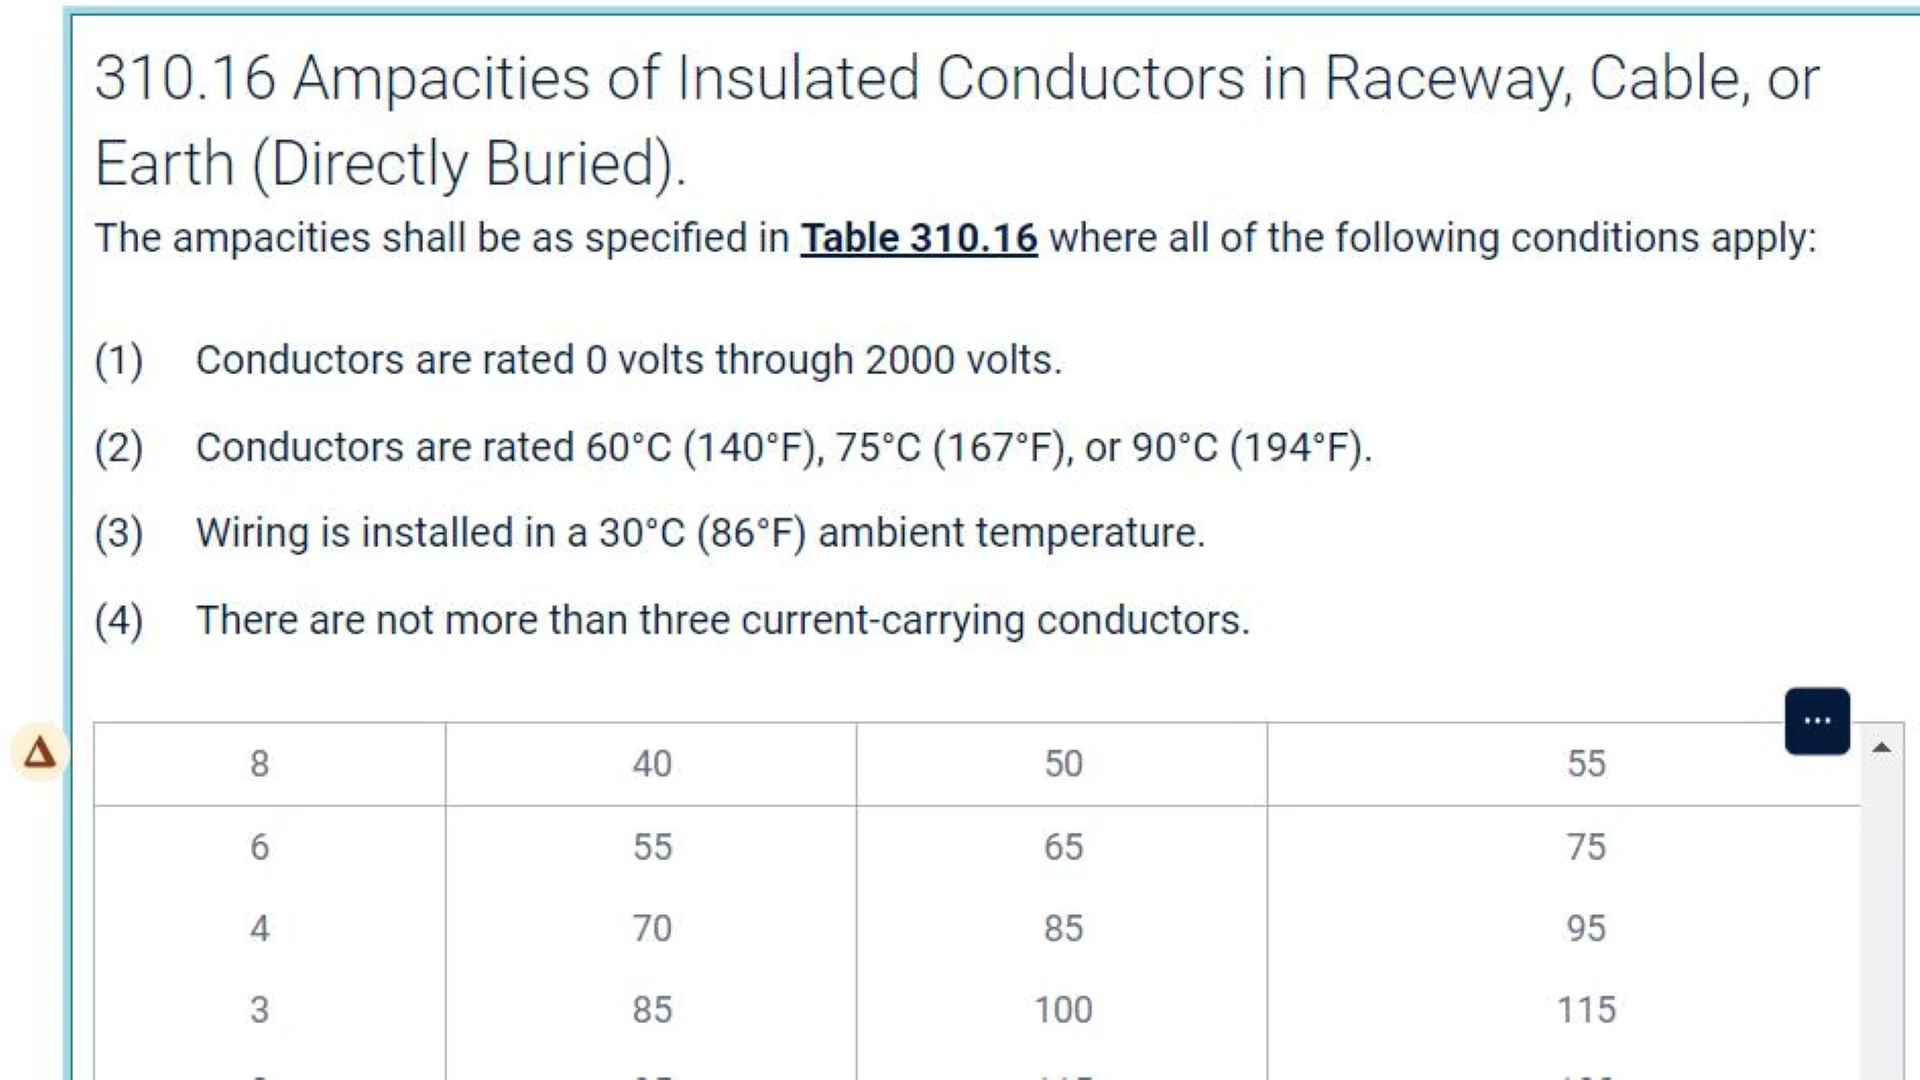 310.16 Ampacities of Insulated Conductors in Raceway, Cable, or
Earth (Directly Buried).
The ampacities shall be as specified in Table 310.16 where all of the following conditions apply:
(1) Conductors are rated 0 volts through 2000 volts.
(2) Conductors are rated 60°C (140°F), 75°C (167°F), or 90°C (194°F).
(3) Wiring is installed in a 30°C (86°F) ambient temperature.
(4) There are not more than three current-carrying conductors.
Δ
8 40 50 55
6 55 65 75
4 70 85 95
3 85 100 115